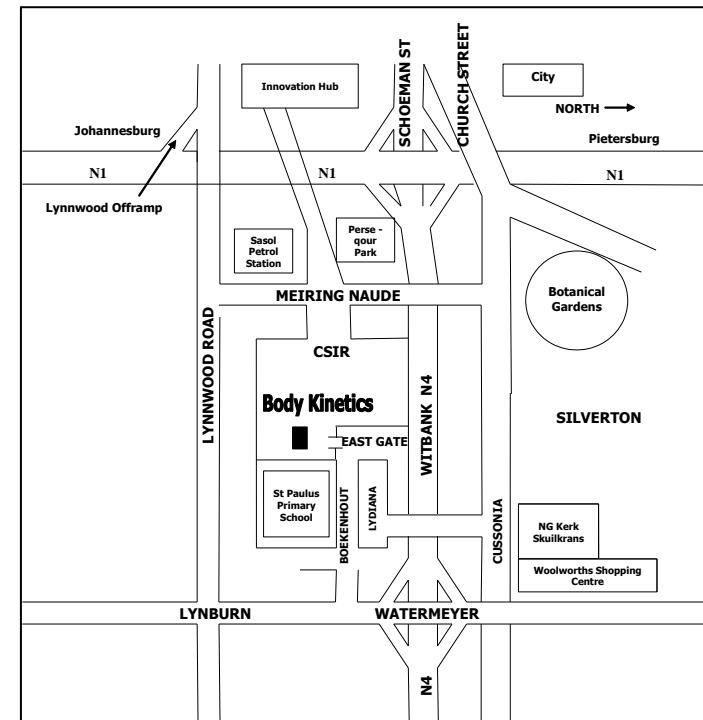 SCHOEMAN ST
CHURCH STREET
City
Innovation Hub
NORTH
Johannesburg
Pietersburg
N1
N1
N1
Lynnwood Offramp
Perse -
qour
Park
Sasol
Petrol
Station
MEIRING NAUDE
Botanical
Gardens
LYNNWOOD ROAD
CSIR
WITBANK N4
Body Kinetics
SILVERTON
EAST GATE
St Paulus
Primary
School
BOEKENHOUT
LYDIANA
CUSSONIA
NG Kerk
Skuilkrans
Woolworths Shopping
Centre
LYNBURN
WATERMEYER
N4